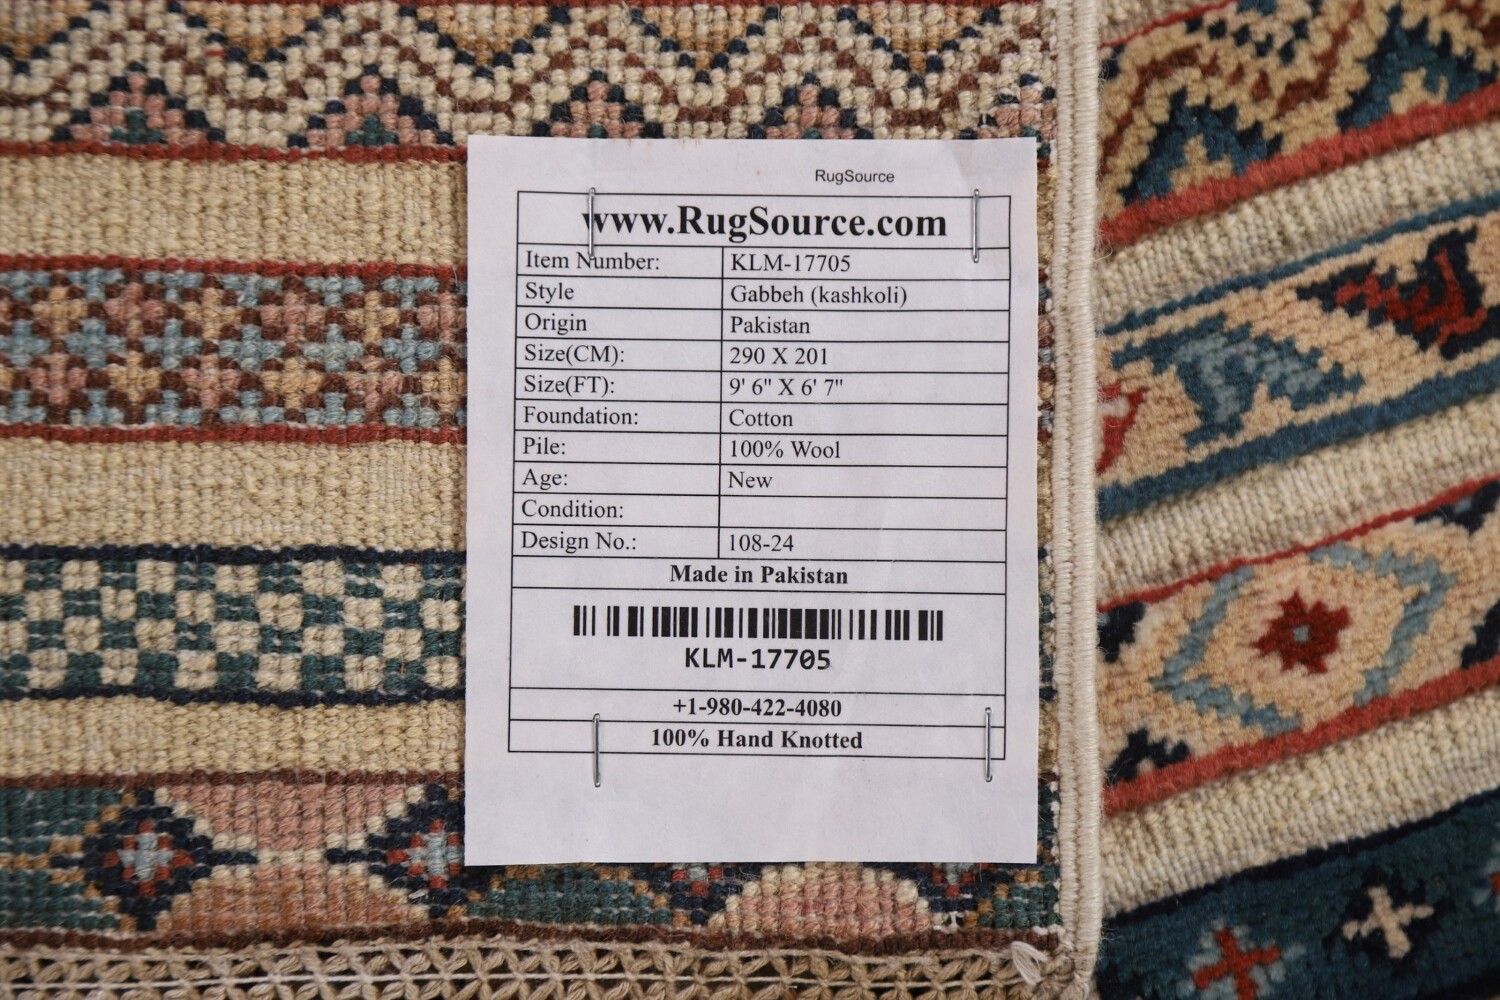 RugSource
www.RugSource.com
Item Number: KLM-17705
Style Gabbeh (kashkoli)
Origin Pakistan
Size(CM): 290 X 201
Size(FT): 9' 6" X 6' 7"
Foundation: Cotton
Pile: 100% Wool
Age: New
Condition:
Design No.: 108-24
Made in Pakistan
KLM-17705
+1-980-422-4080
100% Hand Knotted